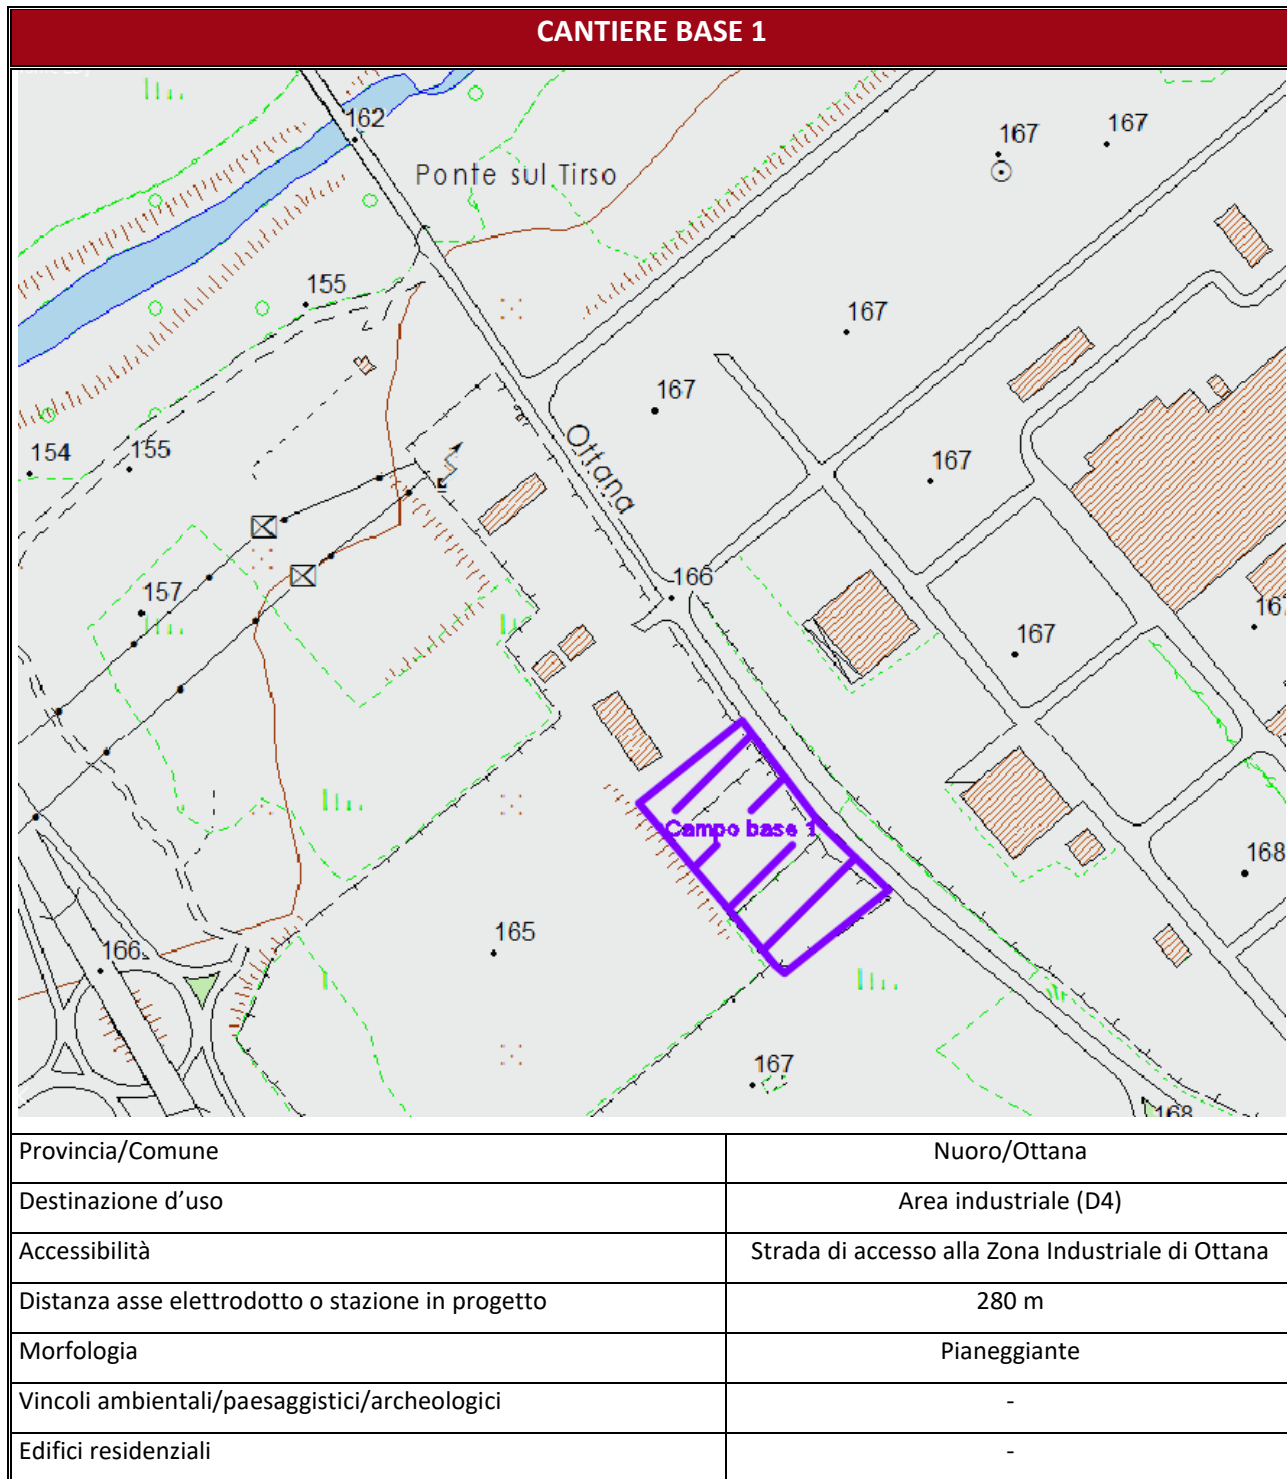 CANTIERE BASE 1
162
Ponte sul Tirso
167
167
155
167
167
Ottana
154
155
167
166
157
167
167
Campo base 1
168
165
166
167
168
Provincia/Comune Nuoro/Ottana
Destinazione d'uso Area industriale (D4)
Accessibilità Strada di accesso alla Zona Industriale di Ottana
Distanza asse elettrodotto o stazione in progetto 280 m
Morfologia Pianeggiante
Vincoli ambientali/paesaggistici/archeologici -
Edifici residenziali -